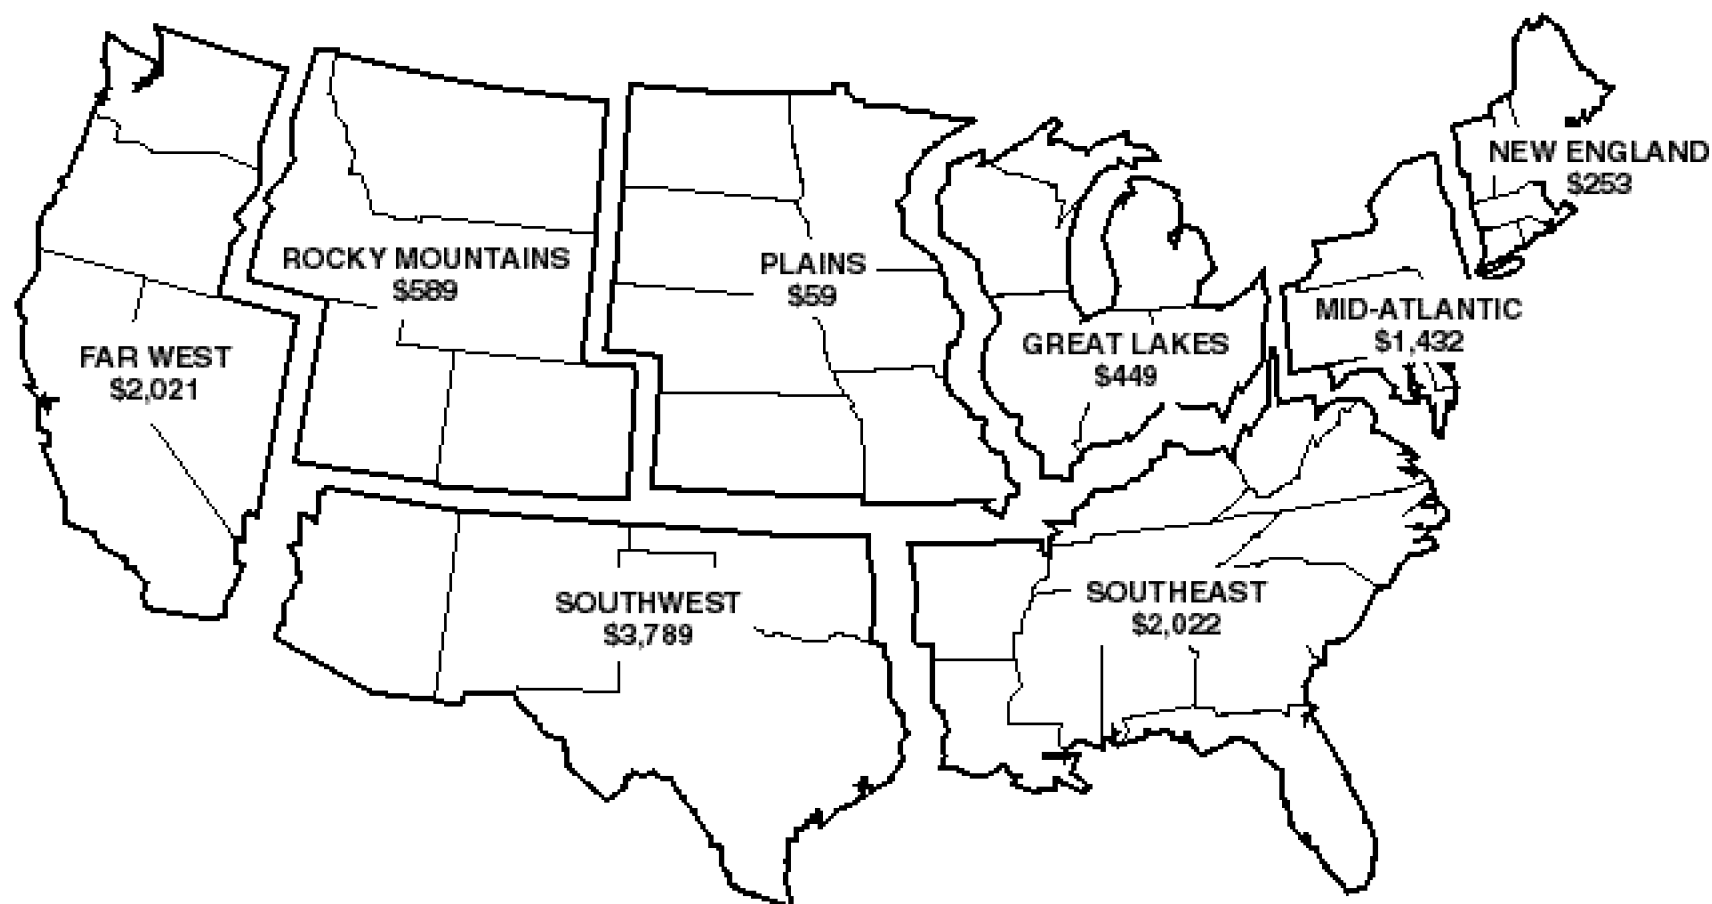 NEW ENGLAND
$253
ROCKY MOUNTAINS
$589
PLAINS
$59
MID-ATLANTIC
$1,432
FAR WEST
$2,021
GREAT LAKES
$449
SOUTHWEST
$3,789
SOUTHEAST
$2,022